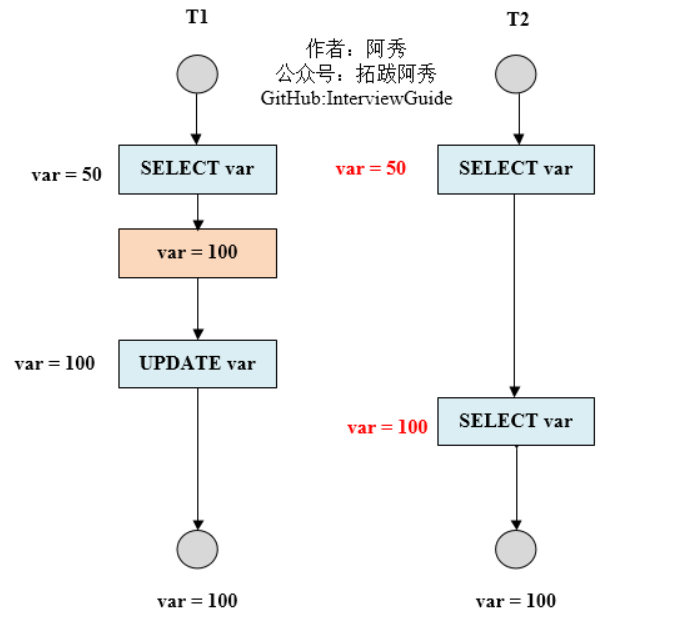 T1
T2
作者：阿秀
公众号：拓跋阿秀
GitHub:InterviewGuide
var = 50
SELECT var
var = 50
SELECT var
var = 100
var = 100
UPDATE var
var = 100
SELECT var
var = 100
var = 100